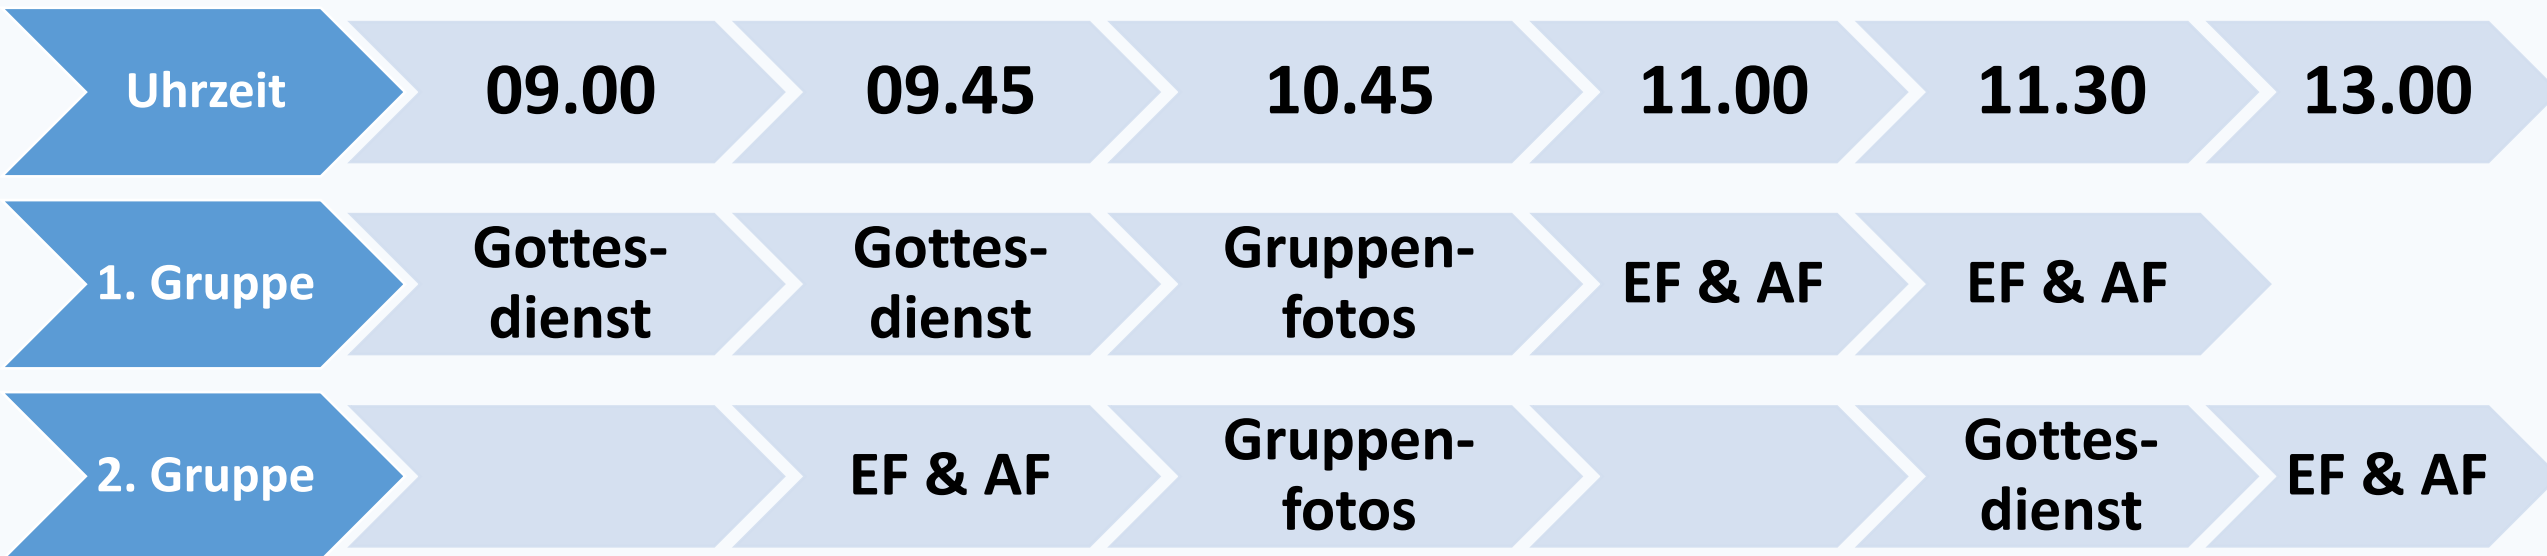 Uhrzeit 09.00 09.45 10.45 11.00 11.30 13.00
1. Gruppe
Gottes-
dienst
Gottes-
dienst
Gruppen-
fotos
EF & AF
EF & AF
2. Gruppe
EF & AF
Gruppen-
fotos
Gottes-
dienst
EF & AF